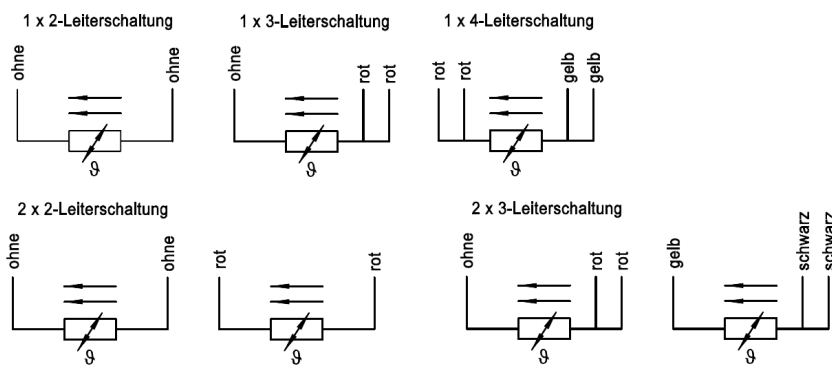 1 x 2-Leiterschaltung
ohne
ohne
ϑ
1 x 3-Leiterschaltung
ohne
rot
rot
ϑ
1 x 4-Leiterschaltung
rot
rot
gelb
gelb
ϑ
2 x 2-Leiterschaltung
ohne
ohne
ϑ
rot
rot
ϑ
2 x 3-Leiterschaltung
ohne
rot
rot
ϑ
gelb
schwarz
schwarz
ϑ